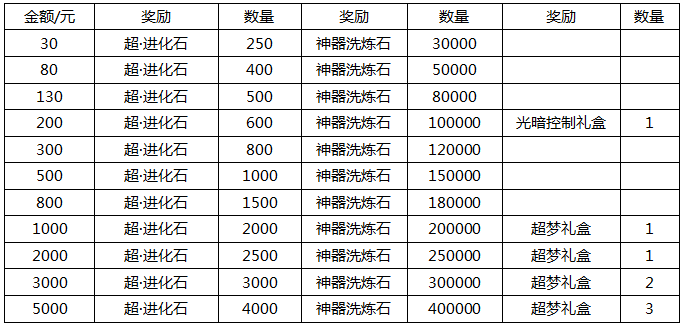 金额/元 奖励 数量 奖励 数量 奖励 数量
30 超·进化石 250 神器洗炼石 30000
80 超·进化石 400 神器洗炼石 50000
130 超·进化石 500 神器洗炼石 80000
200 超·进化石 600 神器洗炼石 100000 光暗控制礼盒 1
300 超·进化石 800 神器洗炼石 120000
500 超·进化石 1000 神器洗炼石 150000
800 超·进化石 1500 神器洗炼石 180000
1000 超·进化石 2000 神器洗炼石 200000 超梦礼盒 1
2000 超·进化石 2500 神器洗炼石 250000 超梦礼盒 1
3000 超·进化石 3000 神器洗炼石 300000 超梦礼盒 2
5000 超·进化石 4000 神器洗炼石 400000 超梦礼盒 3